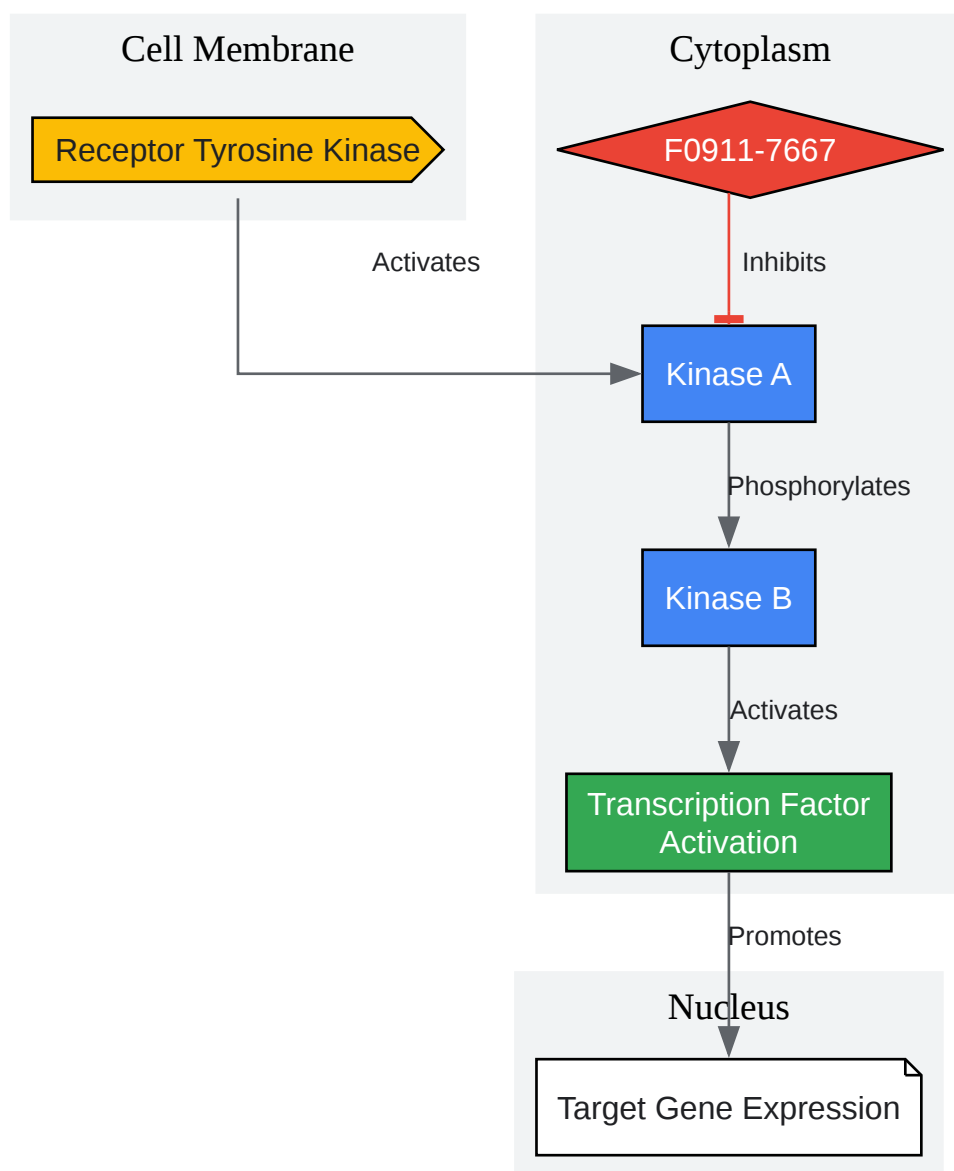 Cell Membrane
Cytoplasm
Receptor Tyrosine Kinase
F0911-7667
Activates
Inhibits
Kinase A
Phosphorylates
Kinase B
Activates
Transcription Factor
Activation
Promotes
Nucleus
Target Gene Expression